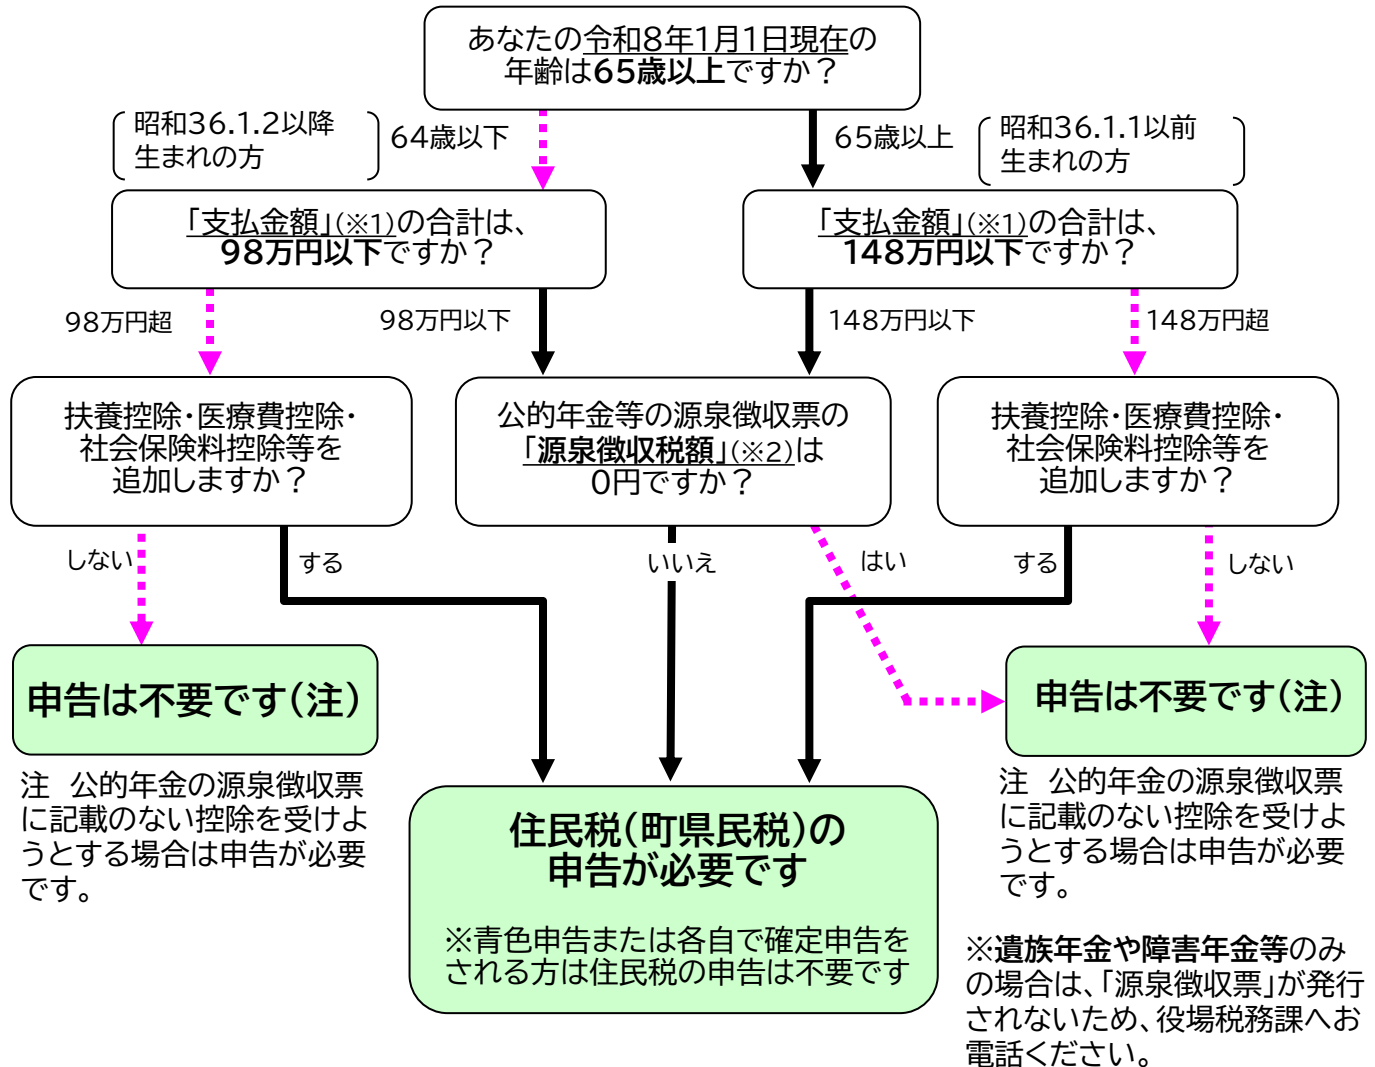 あなたの令和8年1月1日現在の
年齢は65歳以上ですか？
昭和36.1.2以降
生まれの方
64歳以下
65歳以上
昭和36.1.1以前
生まれの方
「支払金額」(※1)の合計は、
98万円以下ですか？
「支払金額」(※1)の合計は、
148万円以下ですか？
98万円超
98万円以下
148万円以下
148万円超
扶養控除・医療費控除・
社会保険料控除等を
追加しますか？
公的年金等の源泉徴収票の
「源泉徴収税額」(※2)は
0円ですか？
扶養控除・医療費控除・
社会保険料控除等を
追加しますか？
しない
する
いいえ
はい
する
しない
申告は不要です(注)
申告は不要です(注)
注　公的年金の源泉徴収票
に記載のない控除を受けよ
うとする場合は申告が必要
です。
住民税(町県民税)の
申告が必要です
※青色申告または各自で確定申告を
される方は住民税の申告は不要です
注　公的年金の源泉徴収票
に記載のない控除を受けよ
うとする場合は申告が必要
です。
※遺族年金や障害年金等のみ
の場合は、「源泉徴収票」が発行
されないため、役場税務課へお
電話ください。